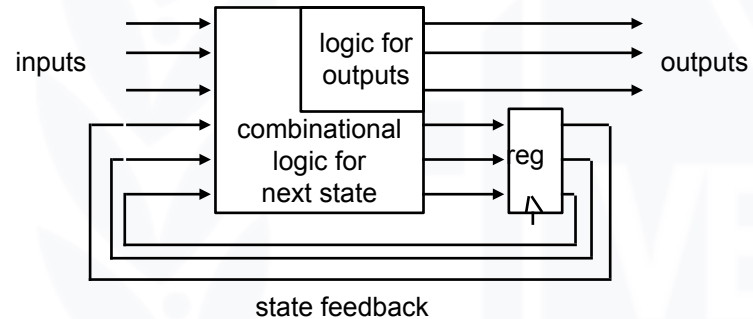 inputs
logic for
outputs
outputs
combinational
logic for
next state
reg
state feedback